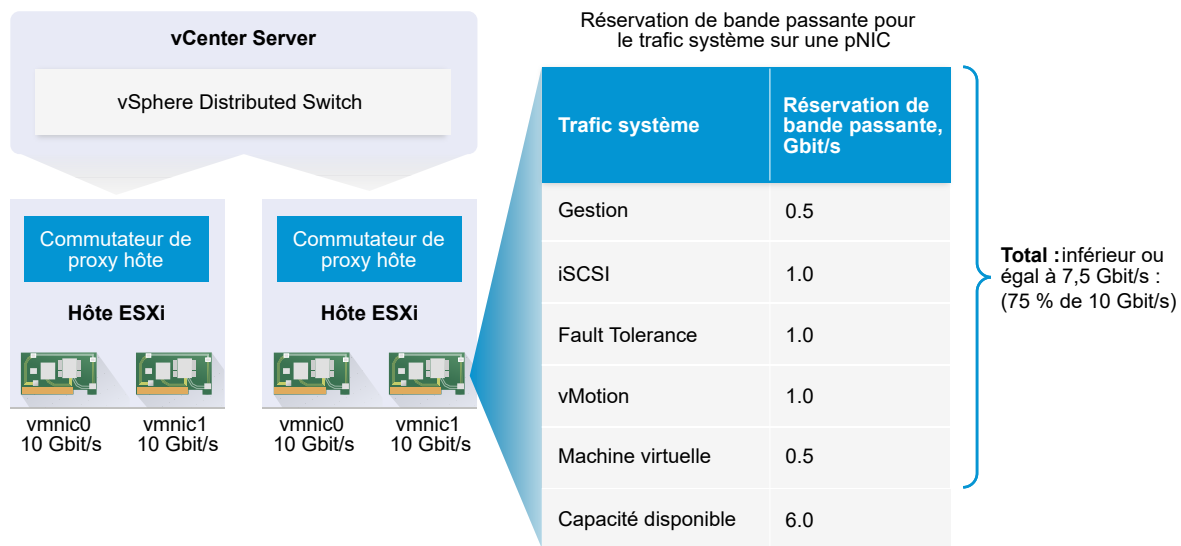 vCenter Server
vSphere Distributed Switch
Commutateur de
proxy hôte
Hôte ESXi
vmnic0
10 Gbit/s
vmnic1
10 Gbit/s
Commutateur de
proxy hôte
Hôte ESXi
vmnic0
10 Gbit/s
vmnic1
10 Gbit/s
Réservation de bande passante pour
le trafic système sur une pNIC
Trafic système
Réservation de
bande passante,
Gbit/s
Gestion 0.5
iSCSI 1.0
Fault Tolerance 1.0
vMotion 1.0
Machine virtuelle 0.5
Capacité disponible 6.0
Total : inférieur ou
égal à 7,5 Gbit/s :
(75 % de 10 Gbit/s)